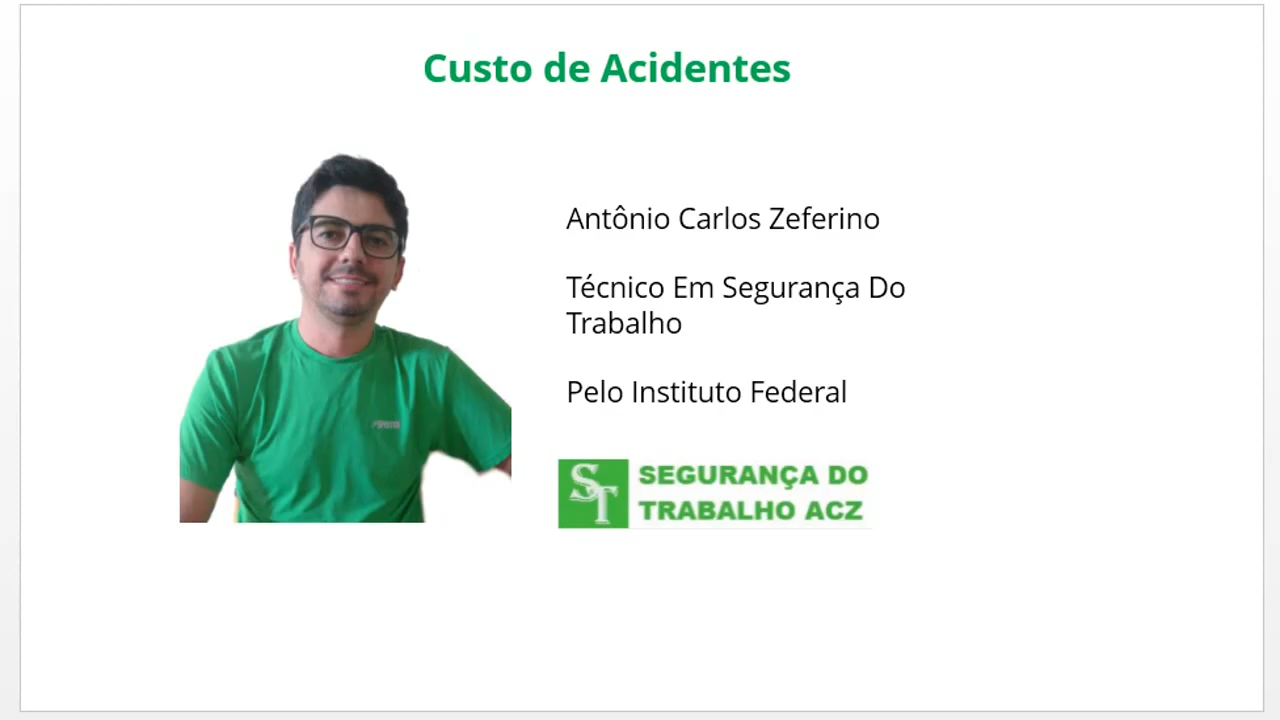 Custo de Acidentes
Antônio Carlos Zeferino
Técnico Em Segurança Do
Trabalho
Pelo Instituto Federal
ST
SEGURANÇA DO
TRABALHO ACZ